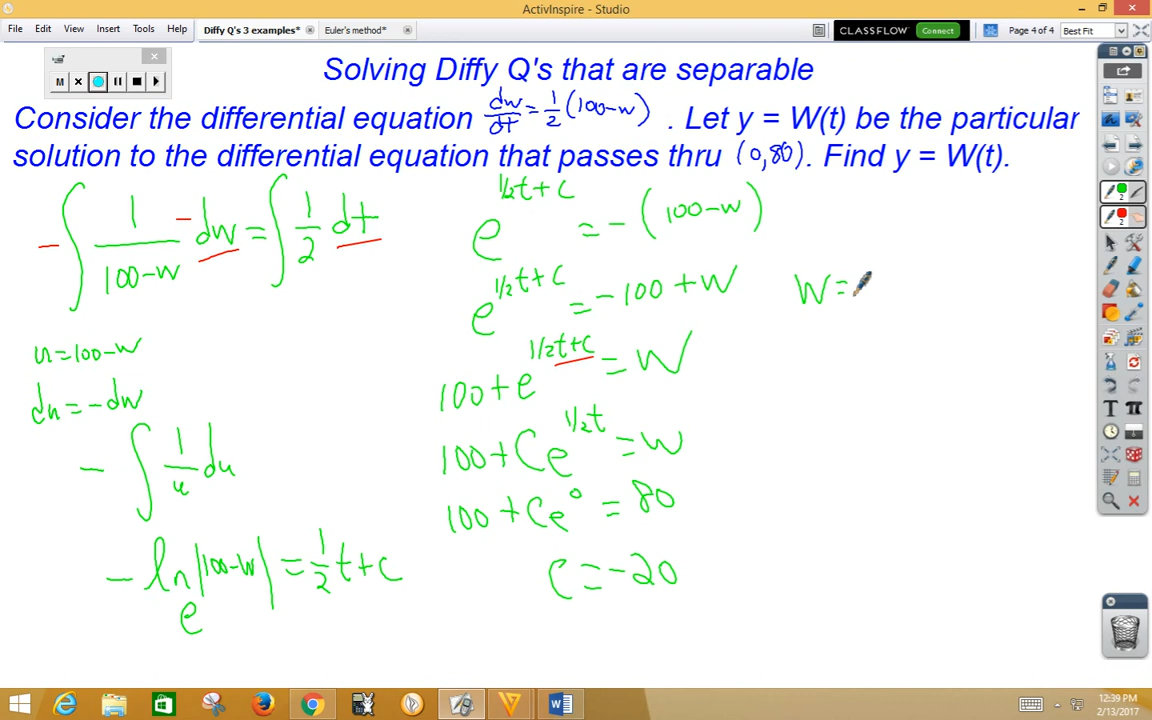 ActivInspire - Studio
File Edit View Insert Tools Help
Diffy Q's 3 examples* Euler's method*
CLASSFLOW Connect
Page 4 of 4 Best Fit
Solving Diffy Q's that are separable
Consider the differential equation dw/dt = 1/2 (100-w) . Let y = W(t) be the particular
solution to the differential equation that passes thru (0,80). Find y = W(t).
-∫ 1/(100-w) -dw = ∫ 1/2 dt
u=100-w
du = -dw
-∫ 1/u du
-ln|100-w| = 1/2 t+c
e
e^(1/2t+c) = -(100-w)
e^(1/2t+c) = -100+w
100+e^(1/2t+c) = W
100+Ce^(1/2t) = W
100+Ce^0 = 80
C = -20
W=
M
2
2
T π
W
12:39 PM
2/13/2017